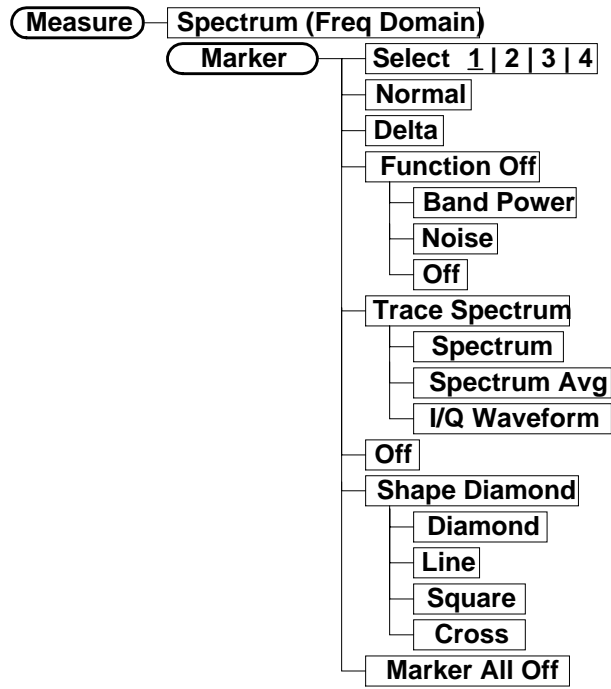 Measure
Spectrum (Freq Domain)
Marker
Select 1 | 2 | 3 | 4
Normal
Delta
Function Off
Band Power
Noise
Off
Trace Spectrum
Spectrum
Spectrum Avg
I/Q Waveform
Off
Shape Diamond
Diamond
Line
Square
Cross
Marker All Off